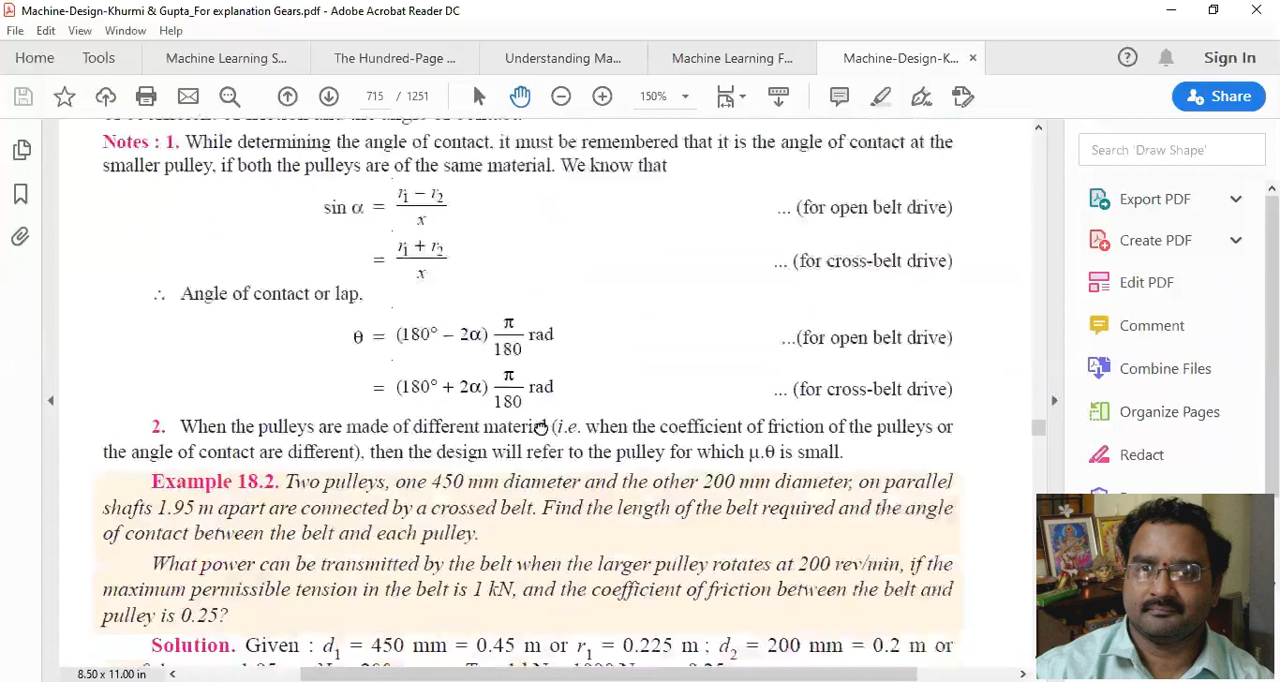 Machine-Design-Khurmi & Gupta_For explanation Gears.pdf - Adobe Acrobat Reader DC
File Edit View Window Help
Home Tools Machine Learning S... The Hundred-Page ... Understanding Ma... Machine Learning F... Machine-Design-K... × Sign In
715 / 1251 150% Share
Notes : 1. While determining the angle of contact, it must be remembered that it is the angle of contact at the
smaller pulley, if both the pulleys are of the same material. We know that
sin α = r₁ − r₂ / x ... (for open belt drive)
= r₁ + r₂ / x ... (for cross-belt drive)
∴ Angle of contact or lap,
θ = (180° − 2α) π/180 rad ...(for open belt drive)
= (180° + 2α) π/180 rad ... (for cross-belt drive)
2. When the pulleys are made of different material (i.e. when the coefficient of friction of the pulleys or
the angle of contact are different), then the design will refer to the pulley for which μ.θ is small.
Example 18.2. Two pulleys, one 450 mm diameter and the other 200 mm diameter, on parallel
shafts 1.95 m apart are connected by a crossed belt. Find the length of the belt required and the angle
of contact between the belt and each pulley.
What power can be transmitted by the belt when the larger pulley rotates at 200 rev/min, if the
maximum permissible tension in the belt is 1 kN, and the coefficient of friction between the belt and
pulley is 0.25?
Solution. Given : d₁ = 450 mm = 0.45 m or r₁ = 0.225 m ; d₂ = 200 mm = 0.2 m or
8.50 x 11.00 in
Search 'Draw Shape'
Export PDF
Create PDF
Edit PDF
Comment
Combine Files
Organize Pages
Redact